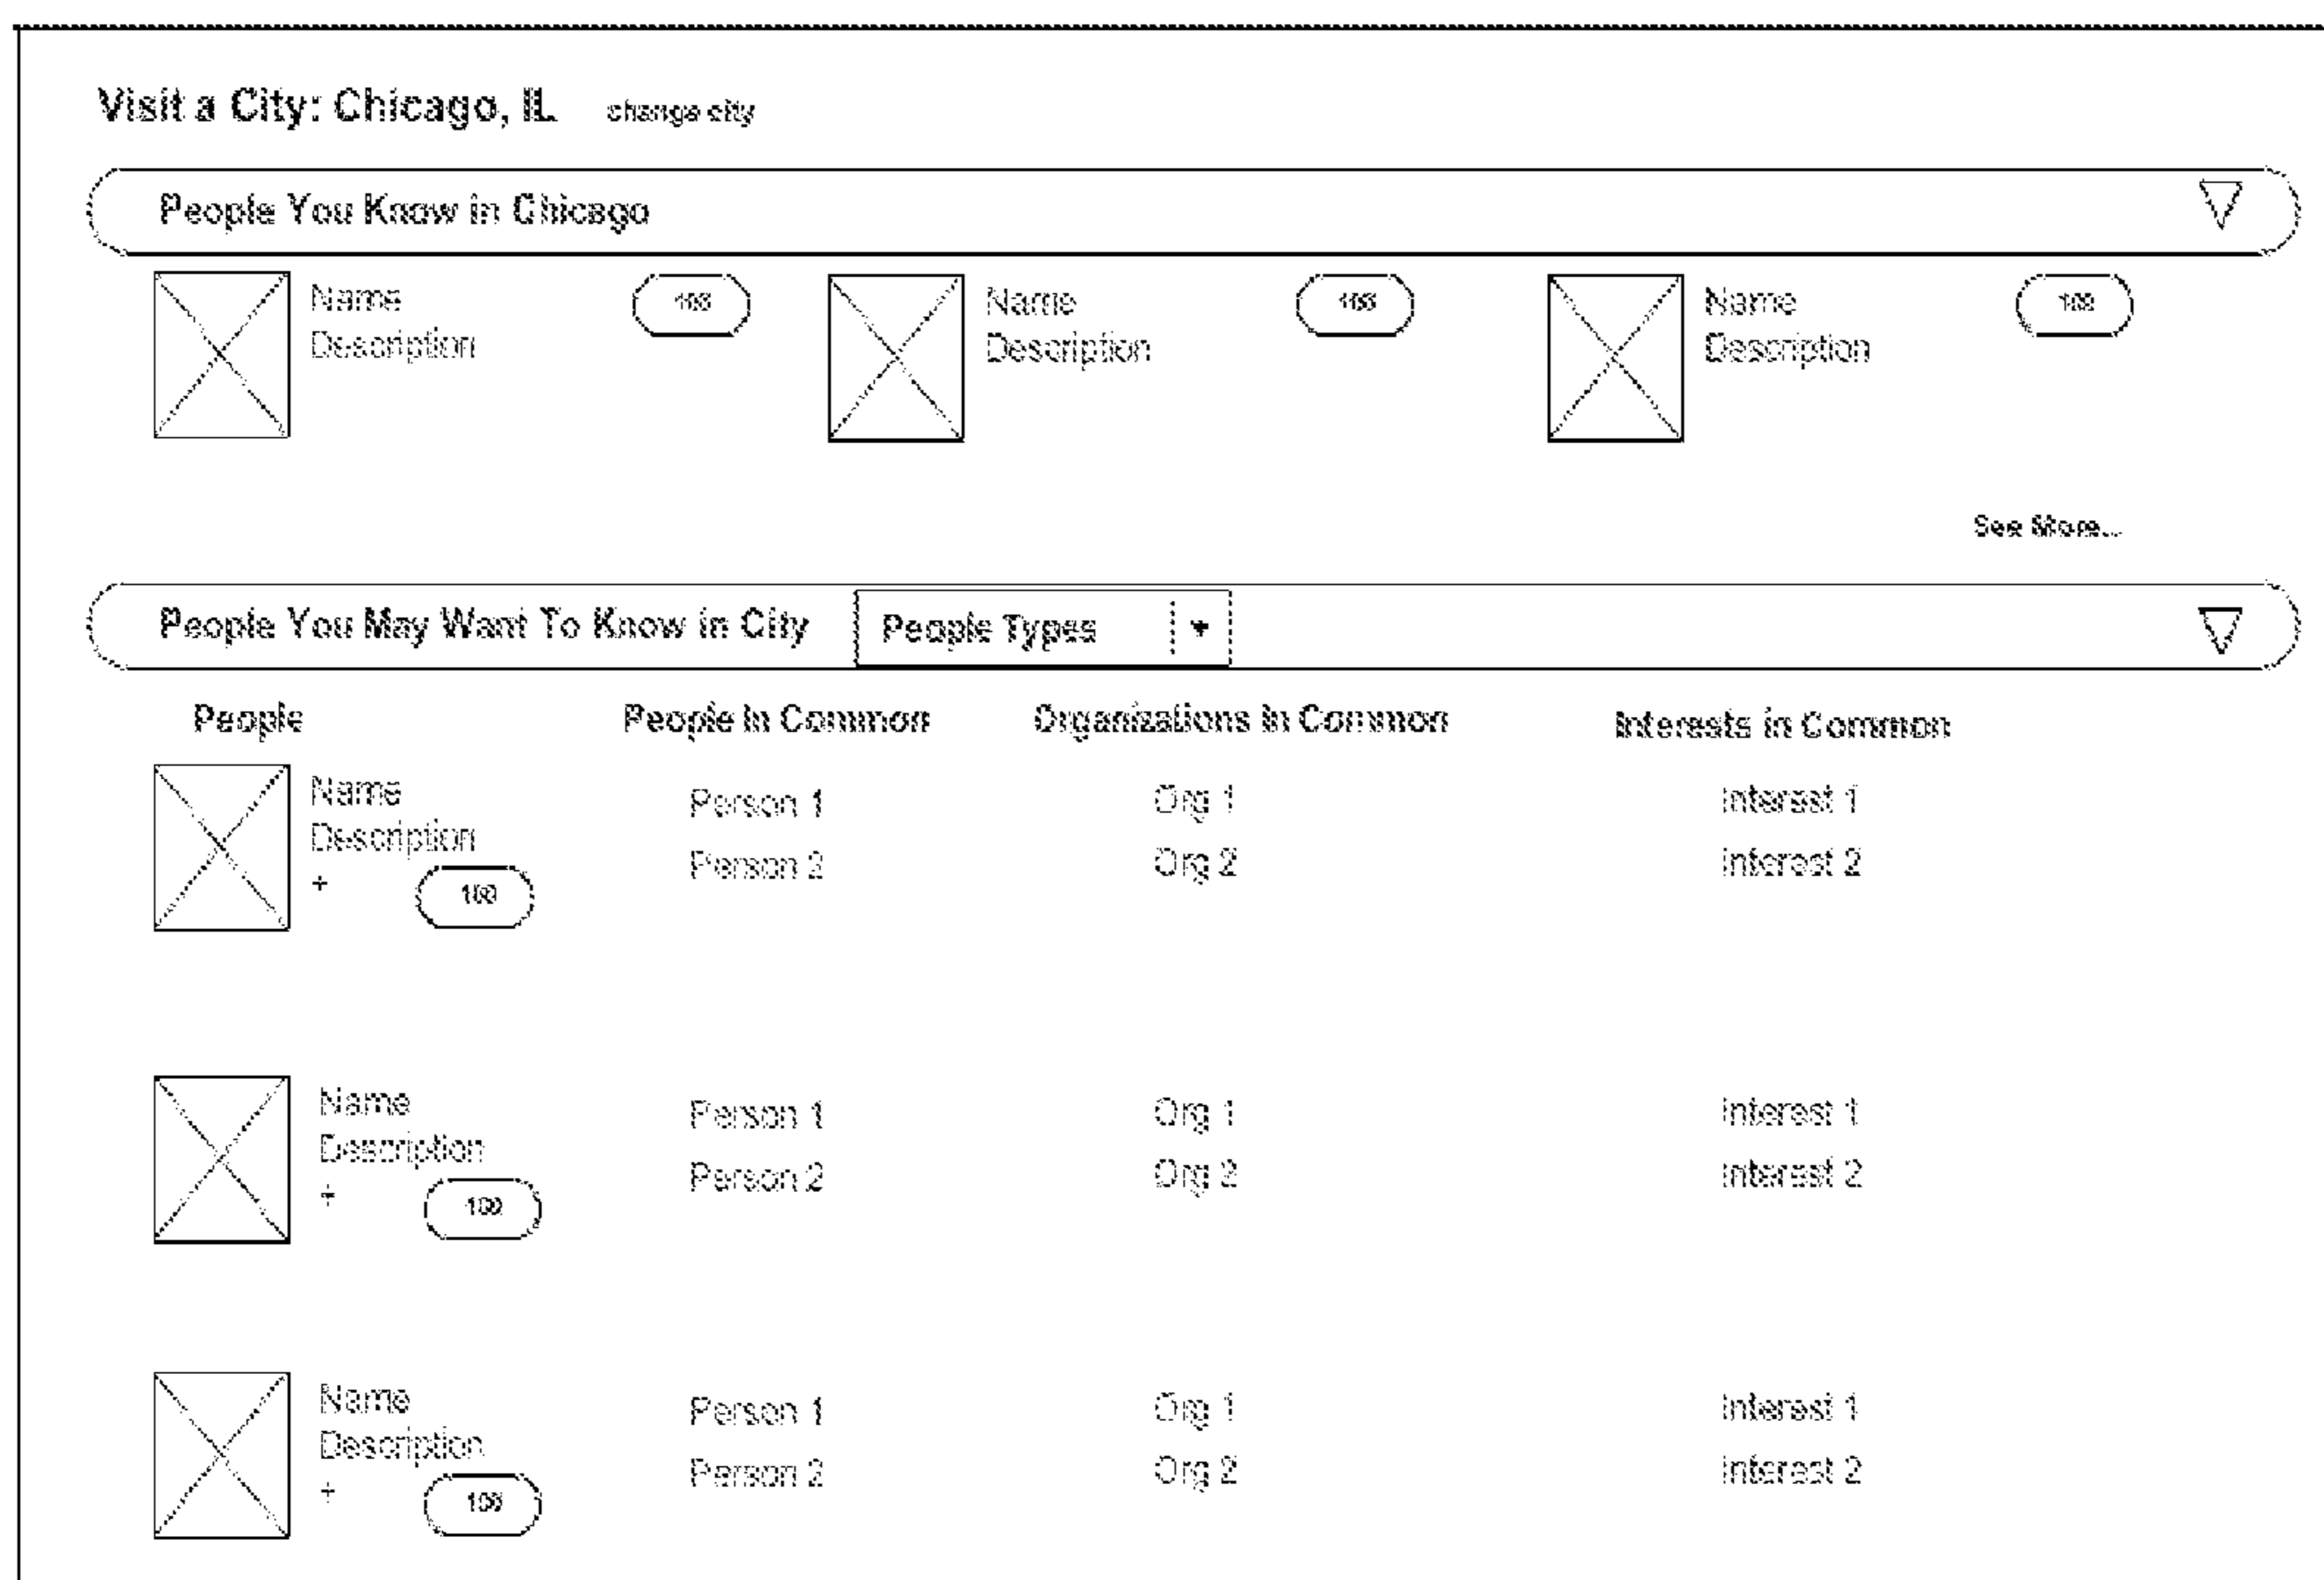 Visit a City: Chicago, IL change city
People You Know in Chicago
Name 100 Name 100 Name 100
Description Description Description
See More...
People You May Want To Know in City People Types
People People In Common Organizations In Common Interests in Common
Name Person 1 Org 1 Interest 1
Description
+ 100 Person 2 Org 2 Interest 2
Name Person 1 Org 1 Interest 1
Description
+ 100 Person 2 Org 2 Interest 2
Name Person 1 Org 1 Interest 1
Description
+ 100 Person 2 Org 2 Interest 2